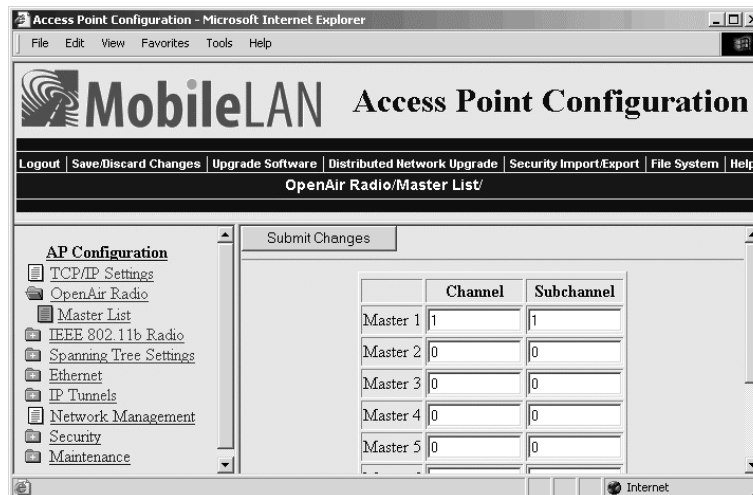 Access Point Configuration - Microsoft Internet Explorer
File Edit View Favorites Tools Help
MobileLAN Access Point Configuration
Logout | Save/Discard Changes | Upgrade Software | Distributed Network Upgrade | Security Import/Export | File System | Help
OpenAir Radio/Master List/
Submit Changes
AP Configuration
TCP/IP Settings
OpenAir Radio
Master List
IEEE 802.11b Radio
Spanning Tree Settings
Ethernet
IP Tunnels
Network Management
Security
Maintenance
Channel Subchannel
Master 1 1 1
Master 2 0 0
Master 3 0 0
Master 4 0 0
Master 5 0 0
Internet